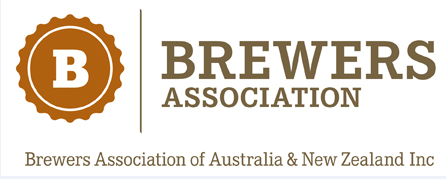 B
BREWERS
ASSOCIATION
Brewers Association of Australia & New Zealand Inc